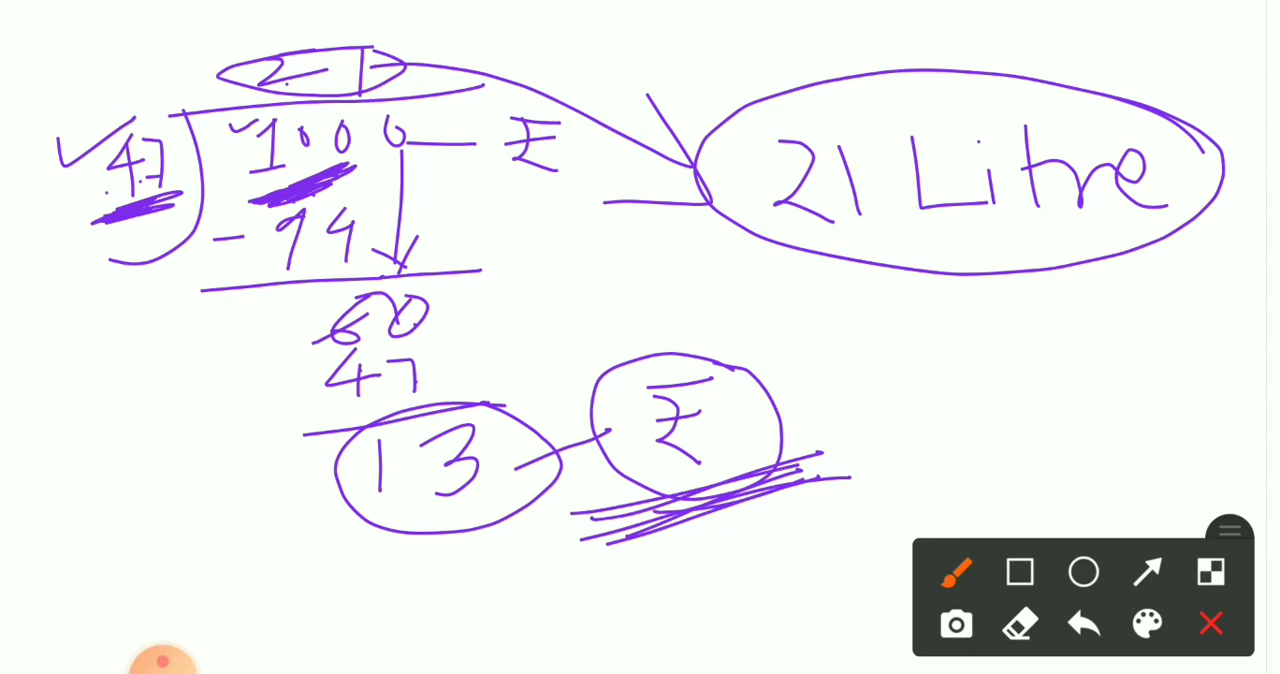 21
47 1000 — ₹
- 94
60
47
13 - ₹
21 Litre